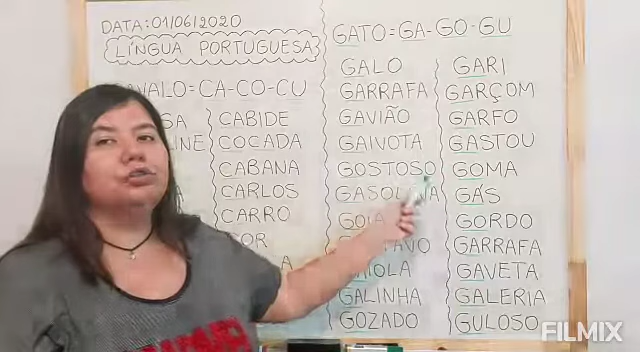 DATA: 01/06/2020
LÍNGUA PORTUGUESA
=CA-CO-CU
CABIDE
COCADA
CABANA
CARLOS
CARRO
GATO=GA-GO-GU
GALO
GARRAFA
GAVIÃO
GAIVOTA
GOSTOSO
GALINHA
GOZADO
GARI
GARÇOM
GARFO
GASTOU
GOMA
GÁS
GORDO
GARRAFA
GAVETA
GALERIA
GULOSO
FILMIX